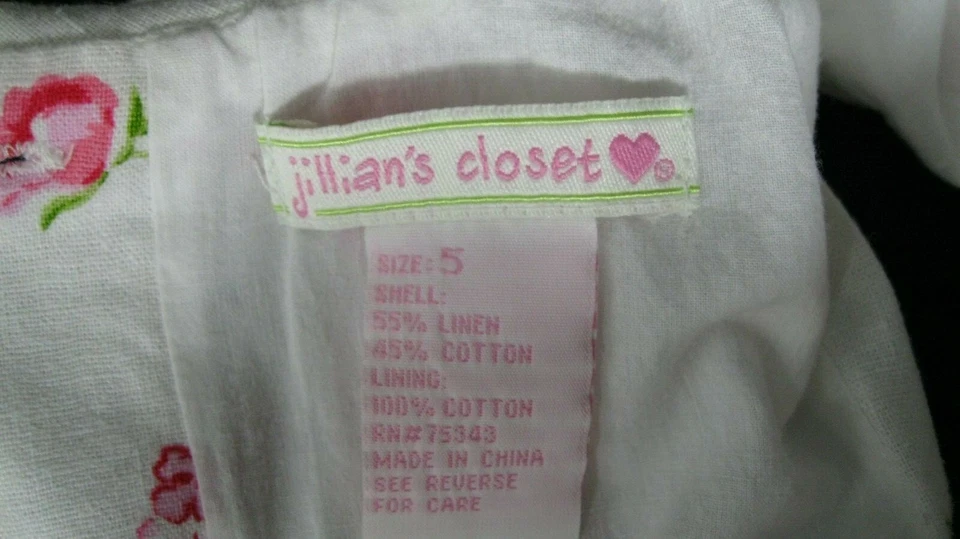 jillian's closet ®
SIZE: 5
SHELL:
55% LINEN
45% COTTON
LINING:
100% COTTON
RN#75343
MADE IN CHINA
SEE REVERSE
FOR CARE